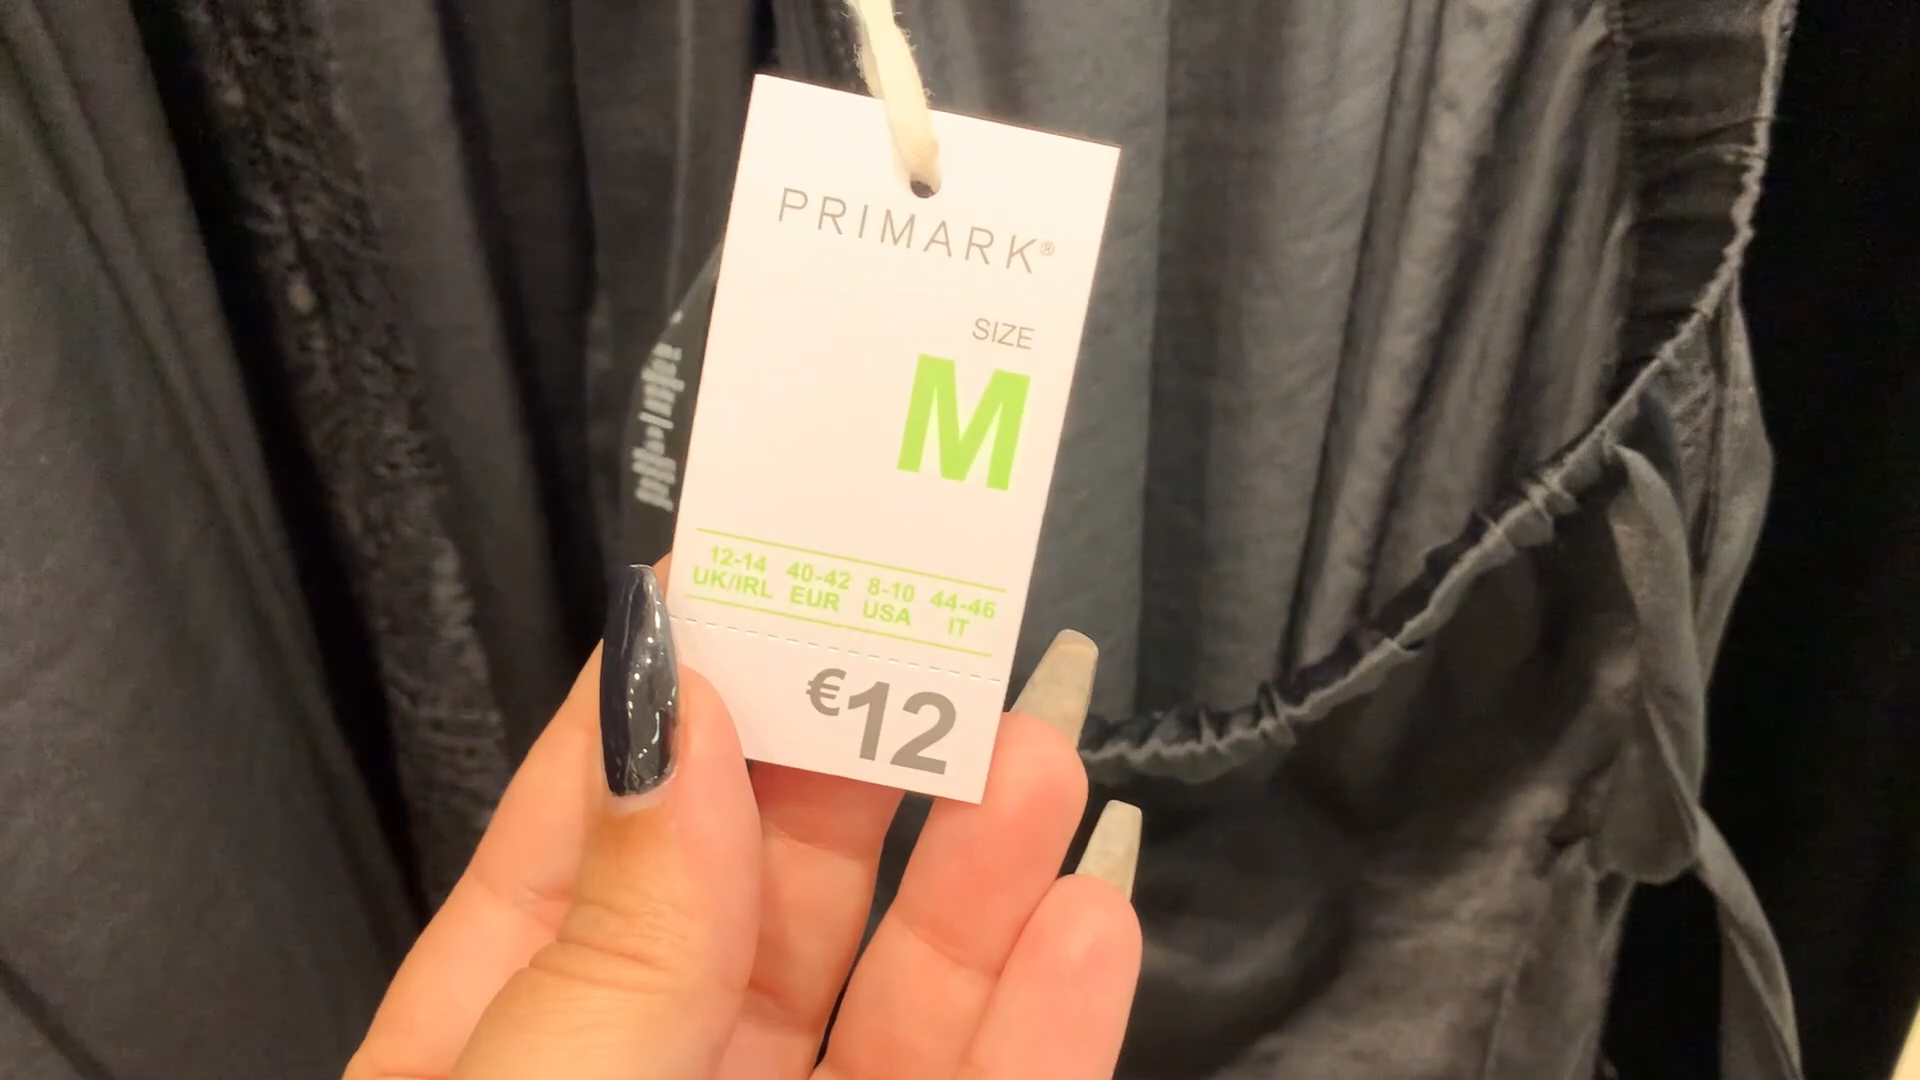 PRIMARK®
SIZE
M
12-14 40-42 8-10 44-46
UK/IRL EUR USA IT
€12